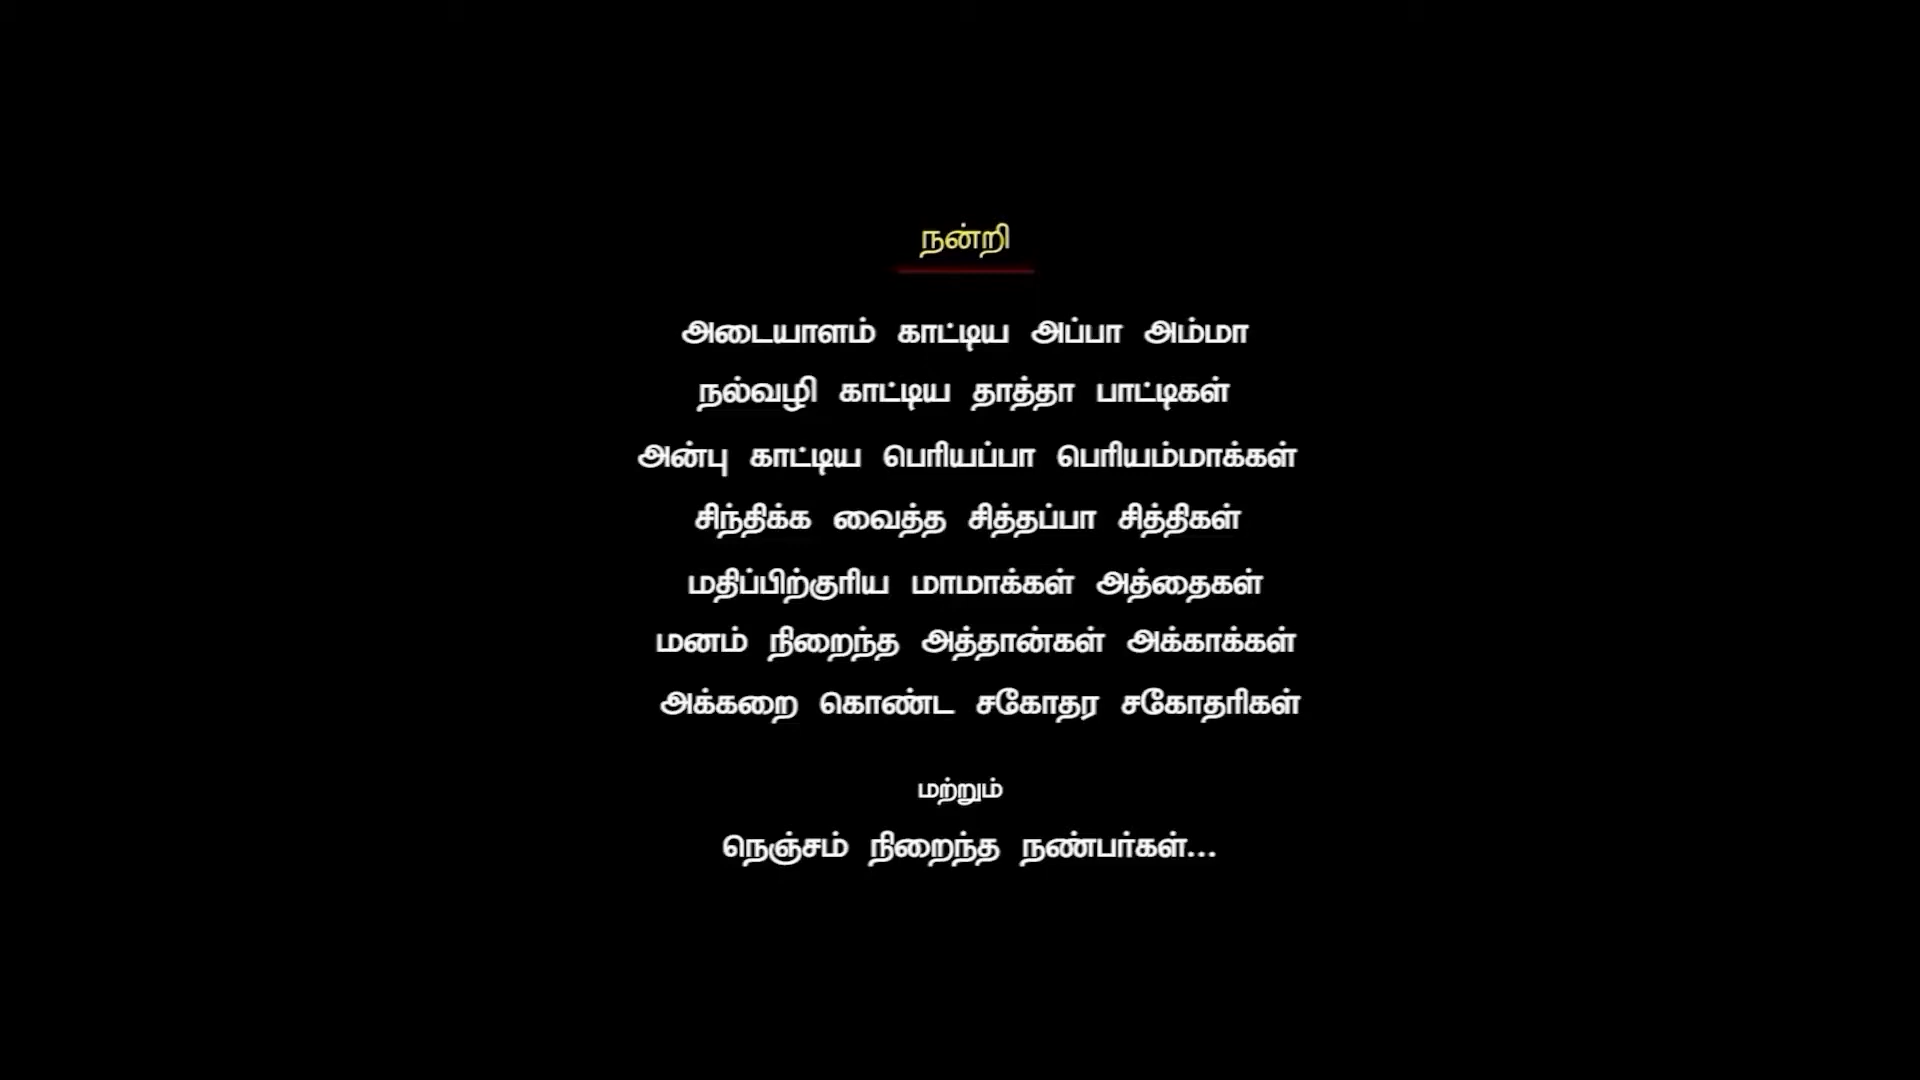 நன்றி
அடையாளம் காட்டிய அப்பா அம்மா
நல்வழி காட்டிய தாத்தா பாட்டிகள்
அன்பு காட்டிய பெரியப்பா பெரியம்மாக்கள்
சிந்திக்க வைத்த சித்தப்பா சித்திகள்
மதிப்பிற்குரிய மாமாக்கள் அத்தைகள்
மனம் நிறைந்த அத்தான்கள் அக்காக்கள்
அக்கறை கொண்ட சகோதர சகோதரிகள்
மற்றும்
நெஞ்சம் நிறைந்த நண்பர்கள்...